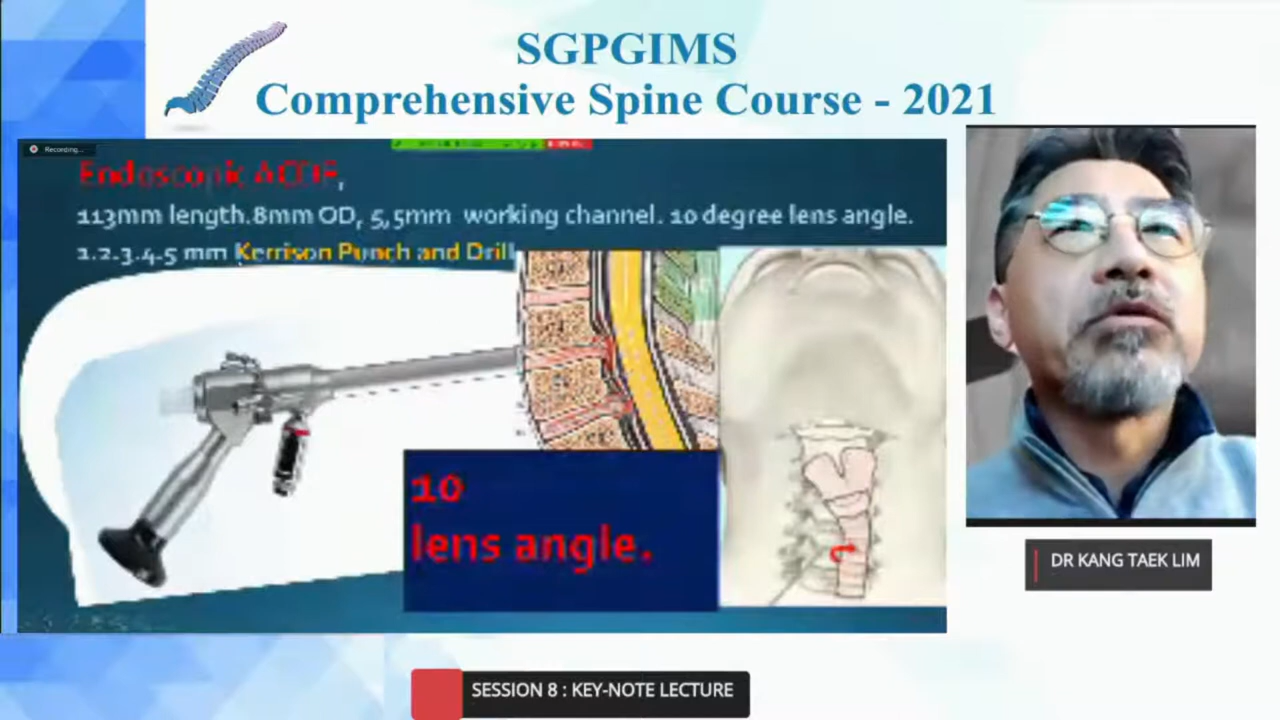 SGPGIMS
Comprehensive Spine Course - 2021
Recording...
Endoscopic ACDF,
113mm length.8mm OD, 5,5mm working channel. 10 degree lens angle.
1.2.3.4.5 mm Kerrison Punch and Drill
10
lens angle.
DR KANG TAEK LIM
SESSION 8 : KEY-NOTE LECTURE